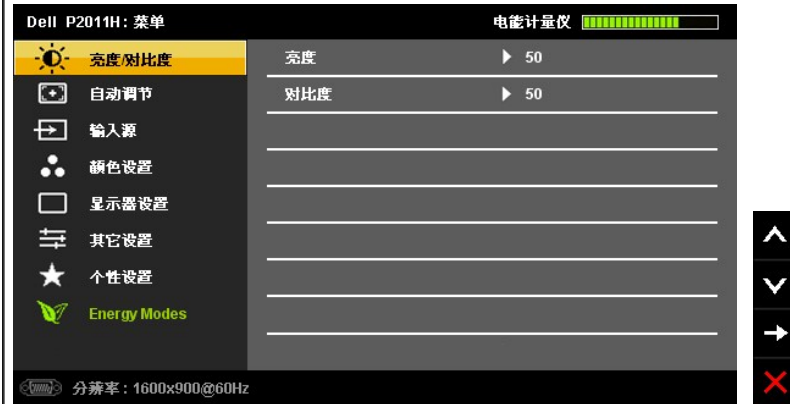 Dell P2011H: 菜单
电能计量仪
亮度/对比度
亮度
50
自动调节
对比度
50
输入源
颜色设置
显示器设置
其它设置
个性设置
Energy Modes
分辨率: 1600x900@60Hz